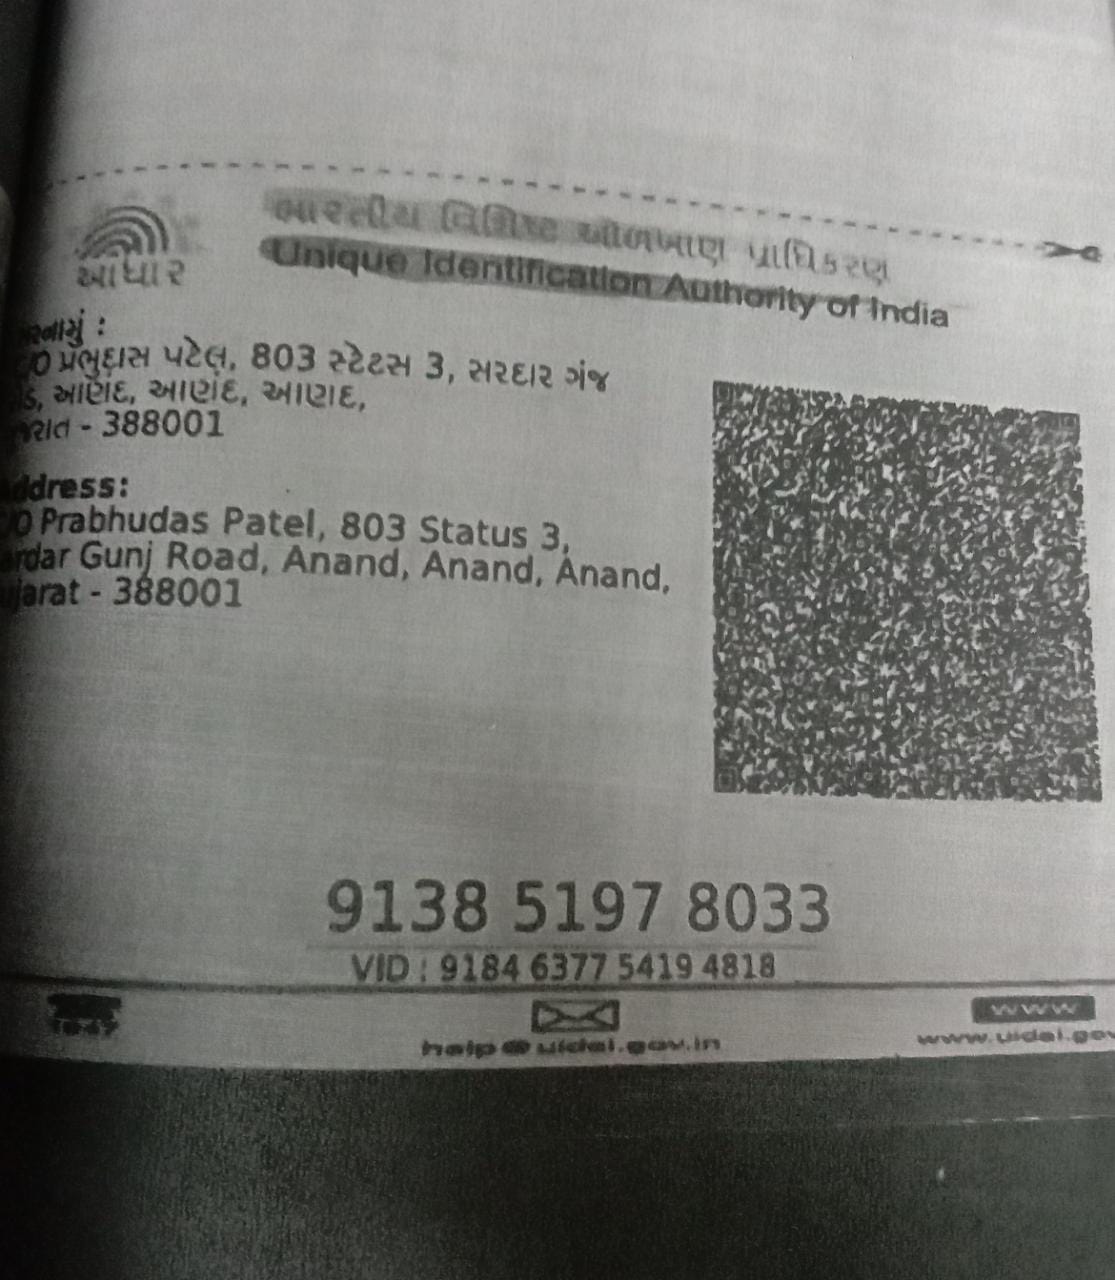 ભારતીય વિશિષ્ટ ઓળખાણ પ્રાધિકરણ
Unique Identification Authority of India
આધાર
પ્રભુદાસ પટેલ, 803 સ્ટેટસ 3, સરદાર ગંજ
આણંદ, આણંદ, આણંદ,
- 388001
Address:
Prabhudas Patel, 803 Status 3,
Sardar Gunj Road, Anand, Anand, Anand,
Gujarat - 388001
9138 5197 8033
VID : 9184 6377 5419 4818
1947
help@uidai.gov.in
WWW
www.uidai.gov